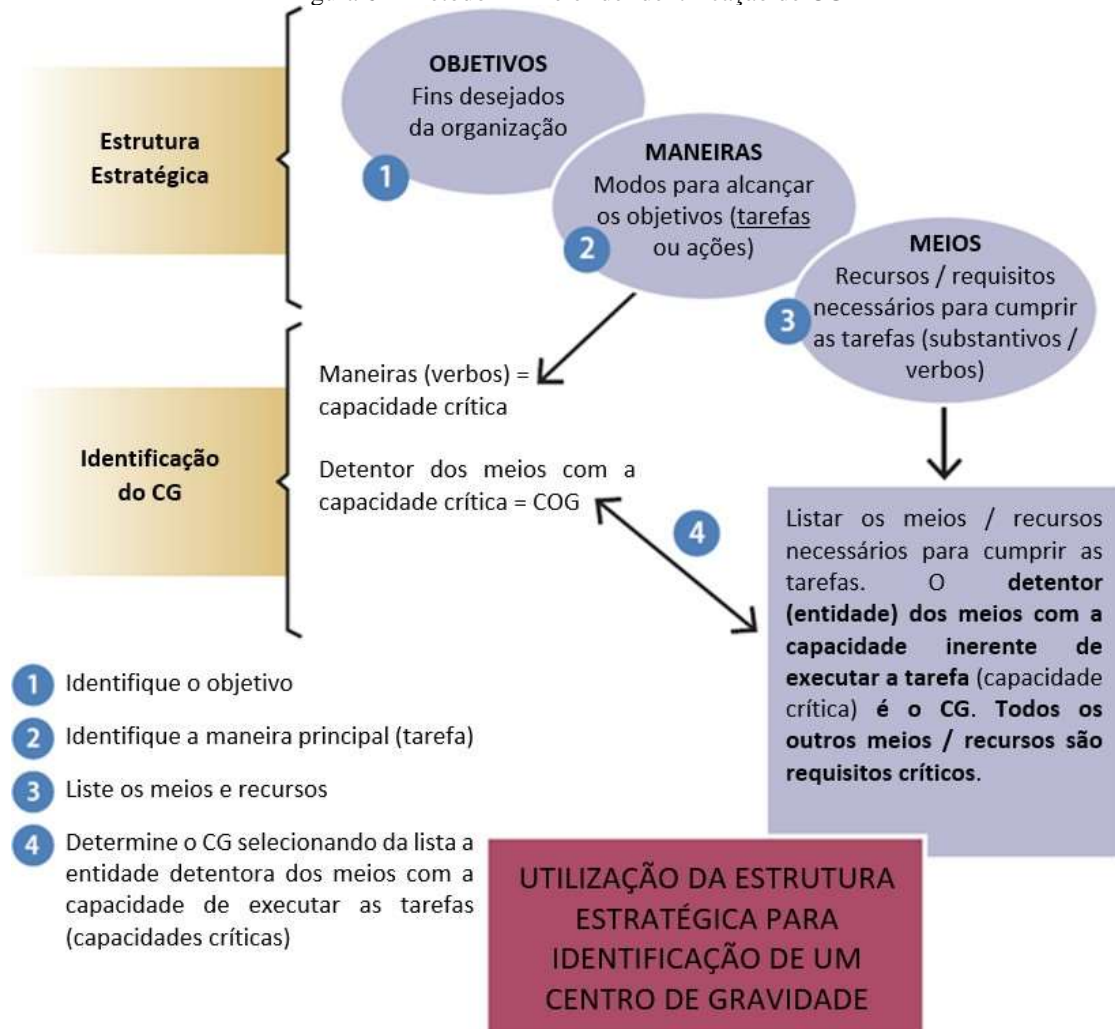 Estrutura
Estratégica
OBJETIVOS
Fins desejados
da organização
1
MANEIRAS
Modos para alcançar
os objetivos (tarefas
ou ações)
2
MEIOS
Recursos / requisitos
necessários para cumprir
as tarefas (substantivos /
verbos)
3
Identificação
do CG
Maneiras (verbos) =
capacidade crítica
Detentor dos meios com a
capacidade crítica = COG
4
Listar os meios / recursos
necessários para cumprir as
tarefas. O detentor
(entidade) dos meios com a
capacidade inerente de
executar a tarefa (capacidade
crítica) é o CG. Todos os
outros meios / recursos são
requisitos críticos.
1 Identifique o objetivo
2 Identifique a maneira principal (tarefa)
3 Liste os meios e recursos
4 Determine o CG selecionando da lista a
entidade detentora dos meios com a
capacidade de executar as tarefas
(capacidades críticas)
UTILIZAÇÃO DA ESTRUTURA
ESTRATÉGICA PARA
IDENTIFICAÇÃO DE UM
CENTRO DE GRAVIDADE